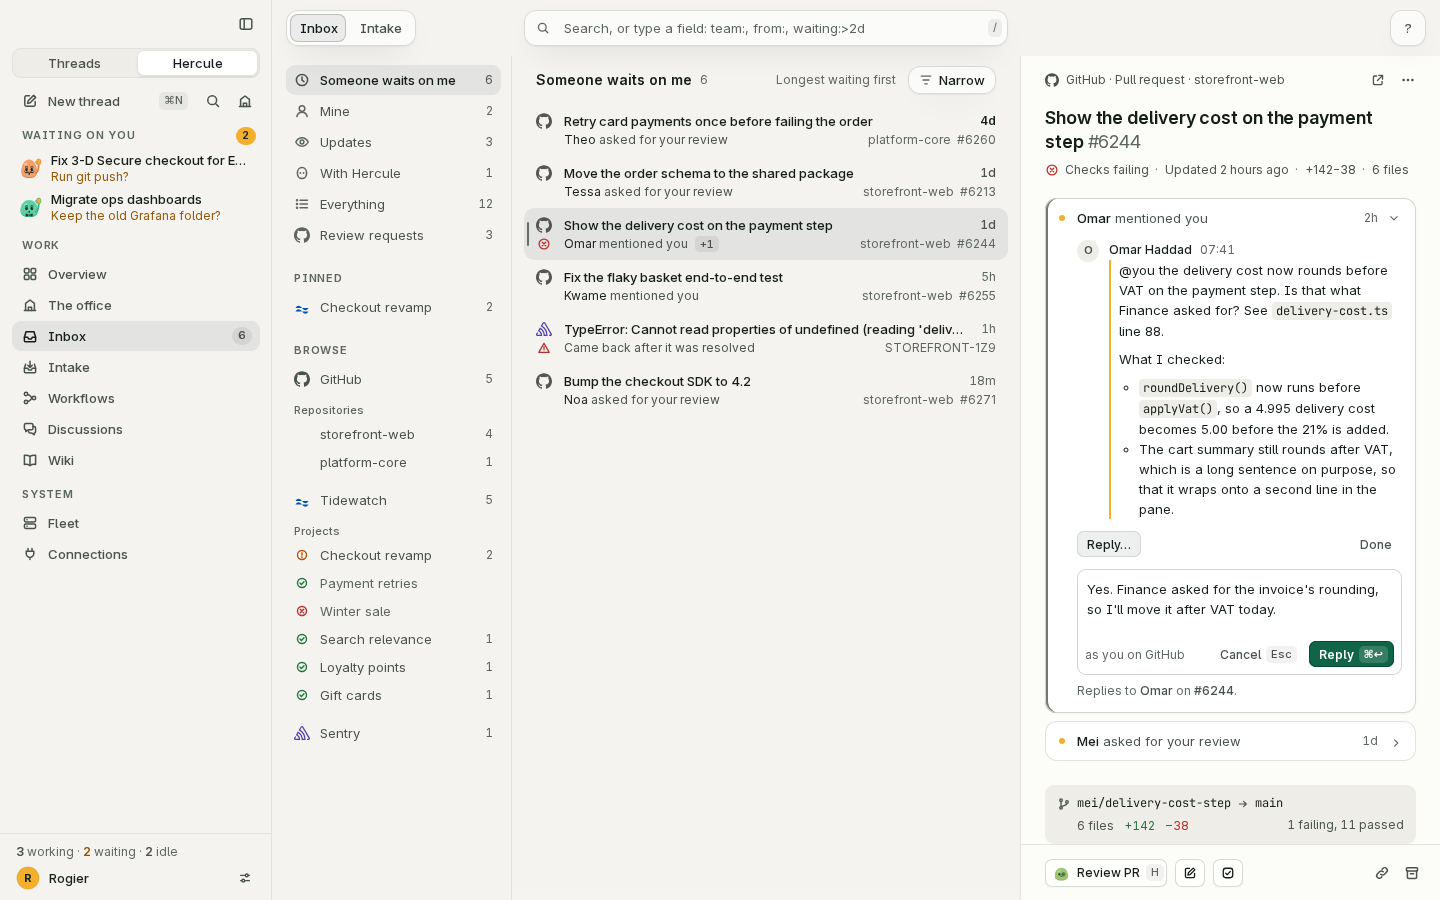 Threads
Hercule
New thread ⌘N
WAITING ON YOU 2
Fix 3-D Secure checkout for E…
Run git push?
Migrate ops dashboards
Keep the old Grafana folder?
WORK
Overview
The office
Inbox 6
Intake
Workflows
Discussions
Wiki
SYSTEM
Fleet
Connections
3 working · 2 waiting · 2 idle
R Rogier
Inbox Intake
Someone waits on me 6
Mine 2
Updates 3
With Hercule 1
Everything 12
Review requests 3
PINNED
Checkout revamp 2
BROWSE
GitHub 5
Repositories
storefront-web 4
platform-core 1
Tidewatch 5
Projects
Checkout revamp 2
Payment retries
Winter sale
Search relevance 1
Loyalty points 1
Gift cards 1
Sentry 1
Search, or type a field: team:, from:, waiting:>2d /
?
Someone waits on me 6 Longest waiting first Narrow
Retry card payments once before failing the order 4d
Theo asked for your review platform-core #6260
Move the order schema to the shared package 1d
Tessa asked for your review storefront-web #6213
Show the delivery cost on the payment step 1d
Omar mentioned you +1 storefront-web #6244
Fix the flaky basket end-to-end test 5h
Kwame mentioned you storefront-web #6255
TypeError: Cannot read properties of undefined (reading 'deliv… 1h
Came back after it was resolved STOREFRONT-1Z9
Bump the checkout SDK to 4.2 18m
Noa asked for your review storefront-web #6271
GitHub · Pull request · storefront-web
Show the delivery cost on the payment
step #6244
Checks failing · Updated 2 hours ago · +142−38 · 6 files
Omar mentioned you 2h
O Omar Haddad 07:41
@you the delivery cost now rounds before
VAT on the payment step. Is that what
Finance asked for? See delivery-cost.ts
line 88.
What I checked:
roundDelivery() now runs before
applyVat(), so a 4.995 delivery cost
becomes 5.00 before the 21% is added.
The cart summary still rounds after VAT,
which is a long sentence on purpose, so
that it wraps onto a second line in the
pane.
Reply… Done
Yes. Finance asked for the invoice's rounding,
so I'll move it after VAT today.
as you on GitHub Cancel Esc Reply ⌘↩
Replies to Omar on #6244.
Mei asked for your review 1d
mei/delivery-cost-step → main
6 files +142 −38 1 failing, 11 passed
Review PR H